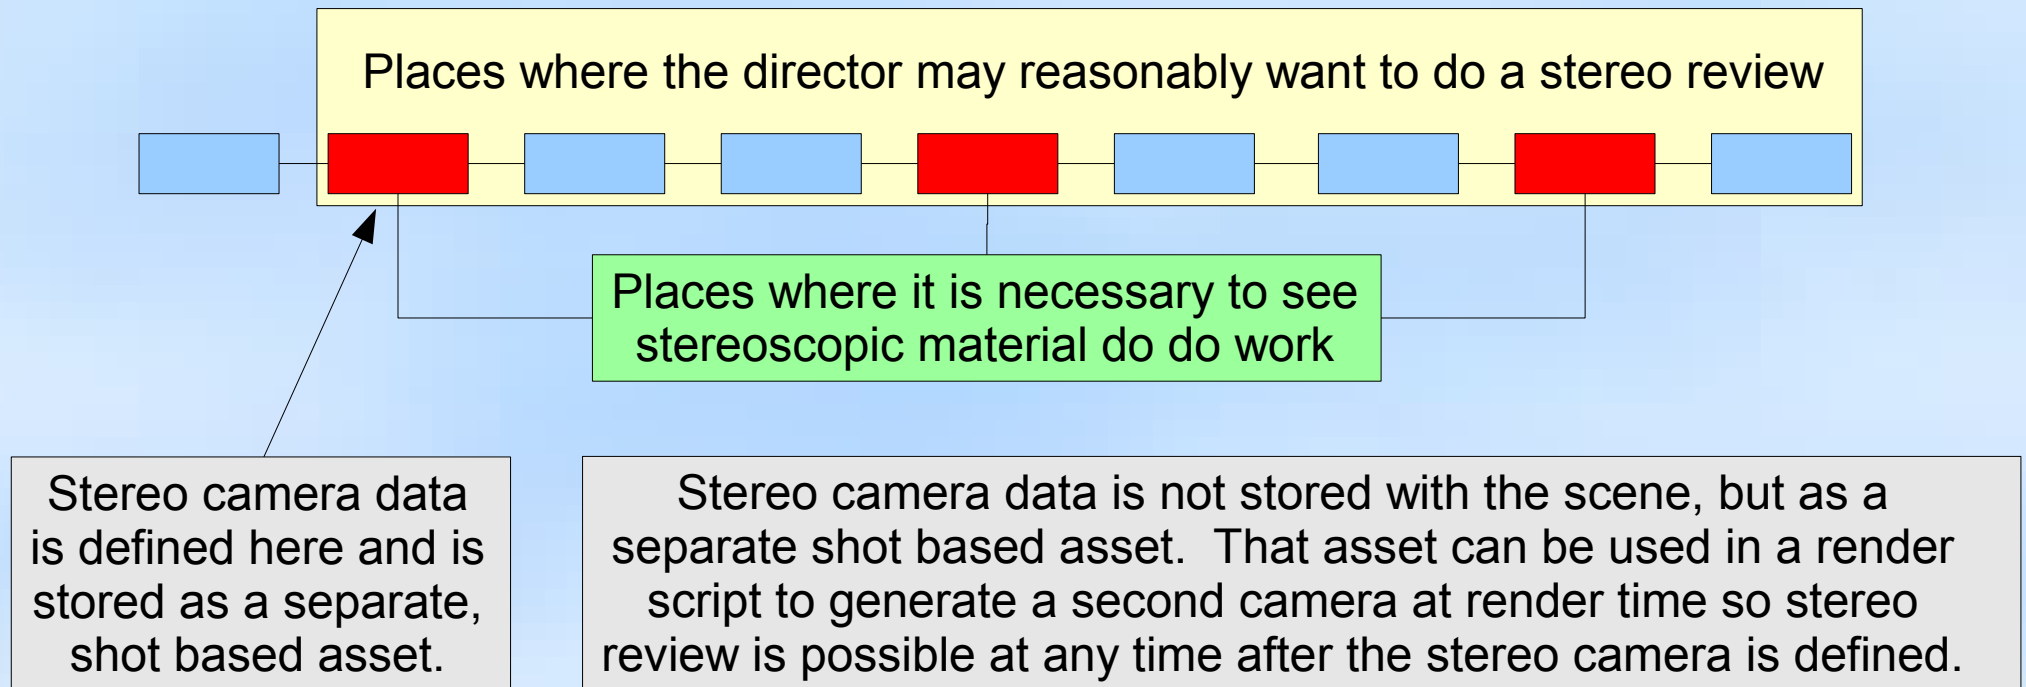 Places where the director may reasonably want to do a stereo review
Places where it is necessary to see
stereoscopic material do do work
Stereo camera data
is defined here and is
stored as a separate,
shot based asset.
Stereo camera data is not stored with the scene, but as a
separate shot based asset.  That asset can be used in a render
script to generate a second camera at render time so stereo
review is possible at any time after the stereo camera is defined.